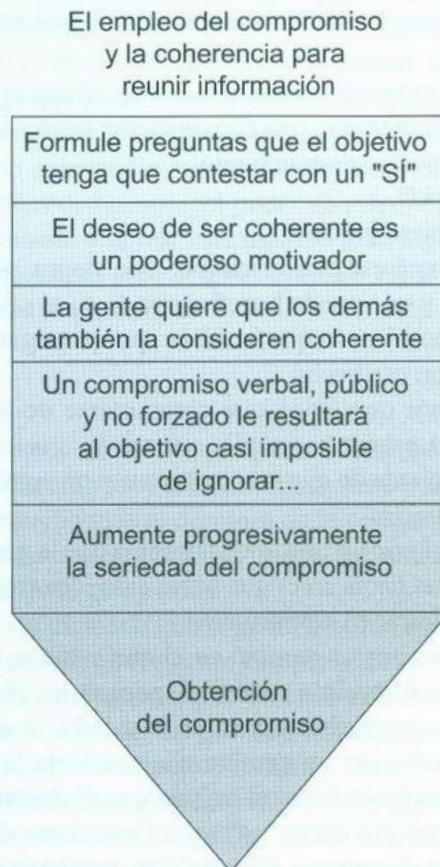 El empleo del compromiso
y la coherencia para
reunir información
Formule preguntas que el objetivo
tenga que contestar con un "SÍ"
El deseo de ser coherente es
un poderoso motivador
La gente quiere que los demás
también la consideren coherente
Un compromiso verbal, público
y no forzado le resultará
al objetivo casi imposible
de ignorar...
Aumente progresivamente
la seriedad del compromiso
Obtención
del compromiso